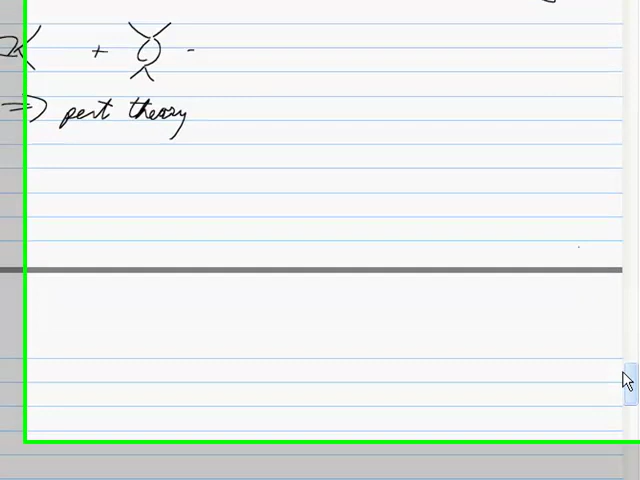 +
⇒ pert theory